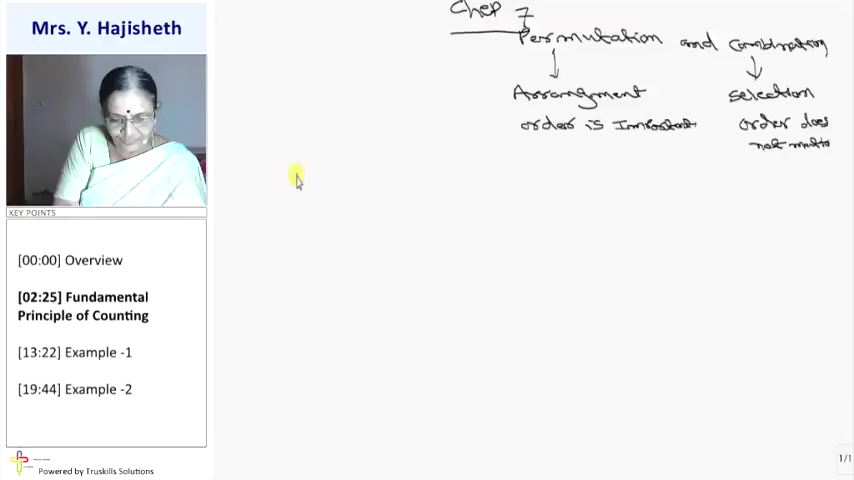 Mrs. Y. Hajisheth
KEY POINTS
[00:00] Overview
[02:25] Fundamental
Principle of Counting
[13:22] Example -1
[19:44] Example -2
Powered by Truskills Solutions
Chap 7
Permutation and Combination
Arrangment selection
order is Important order does
not matter
1/1